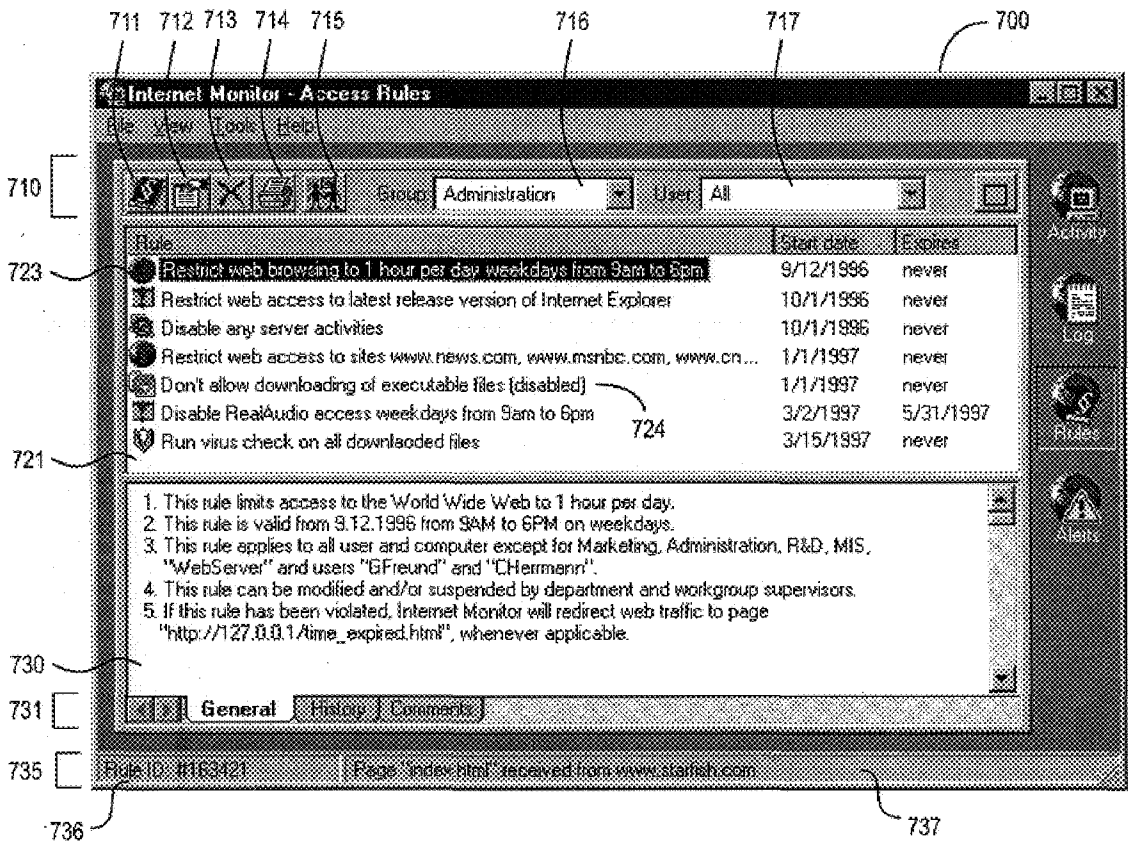 711 712 713 714 715 716 717 700
Internet Monitor - Access Rules
File View Tools Help
710
Group Administration User All
Activity
Rule Start date Expires
723
Restrict web browsing to 1 hour per day weekdays from 9am to 6pm 9/12/1996 never
Restrict web access to latest release version of Internet Explorer 10/1/1996 never
Log
Disable any server activities 10/1/1996 never
Restrict web access to sites www.news.com, www.msnbc.com, www.cn... 1/1/1997 never
Don't allow downloading of executable files (disabled) 1/1/1997 never
724
Disable RealAudio access weekdays from 9am to 6pm 3/2/1997 5/31/1997
Rules
Run virus check on all downlaoded files 3/15/1997 never
721
1. This rule limits access to the World Wide Web to 1 hour per day.
2. This rule is valid from 9.12.1996 from 9AM to 6PM on weekdays.
Alerts
3. This rule applies to all user and computer except for Marketing, Administration, R&D, MIS,
"WebServer" and users "GFreund" and "CHerrmann".
4. This rule can be modified and/or suspended by department and workgroup supervisors.
5. If this rule has been violated, Internet Monitor will redirect web traffic to page
"http://127.0.0.1/time_expired.html", whenever applicable.
730
731
General History Comments
735
Rule ID: #163421 Page "index.html" received from www.starfish.com
736 737